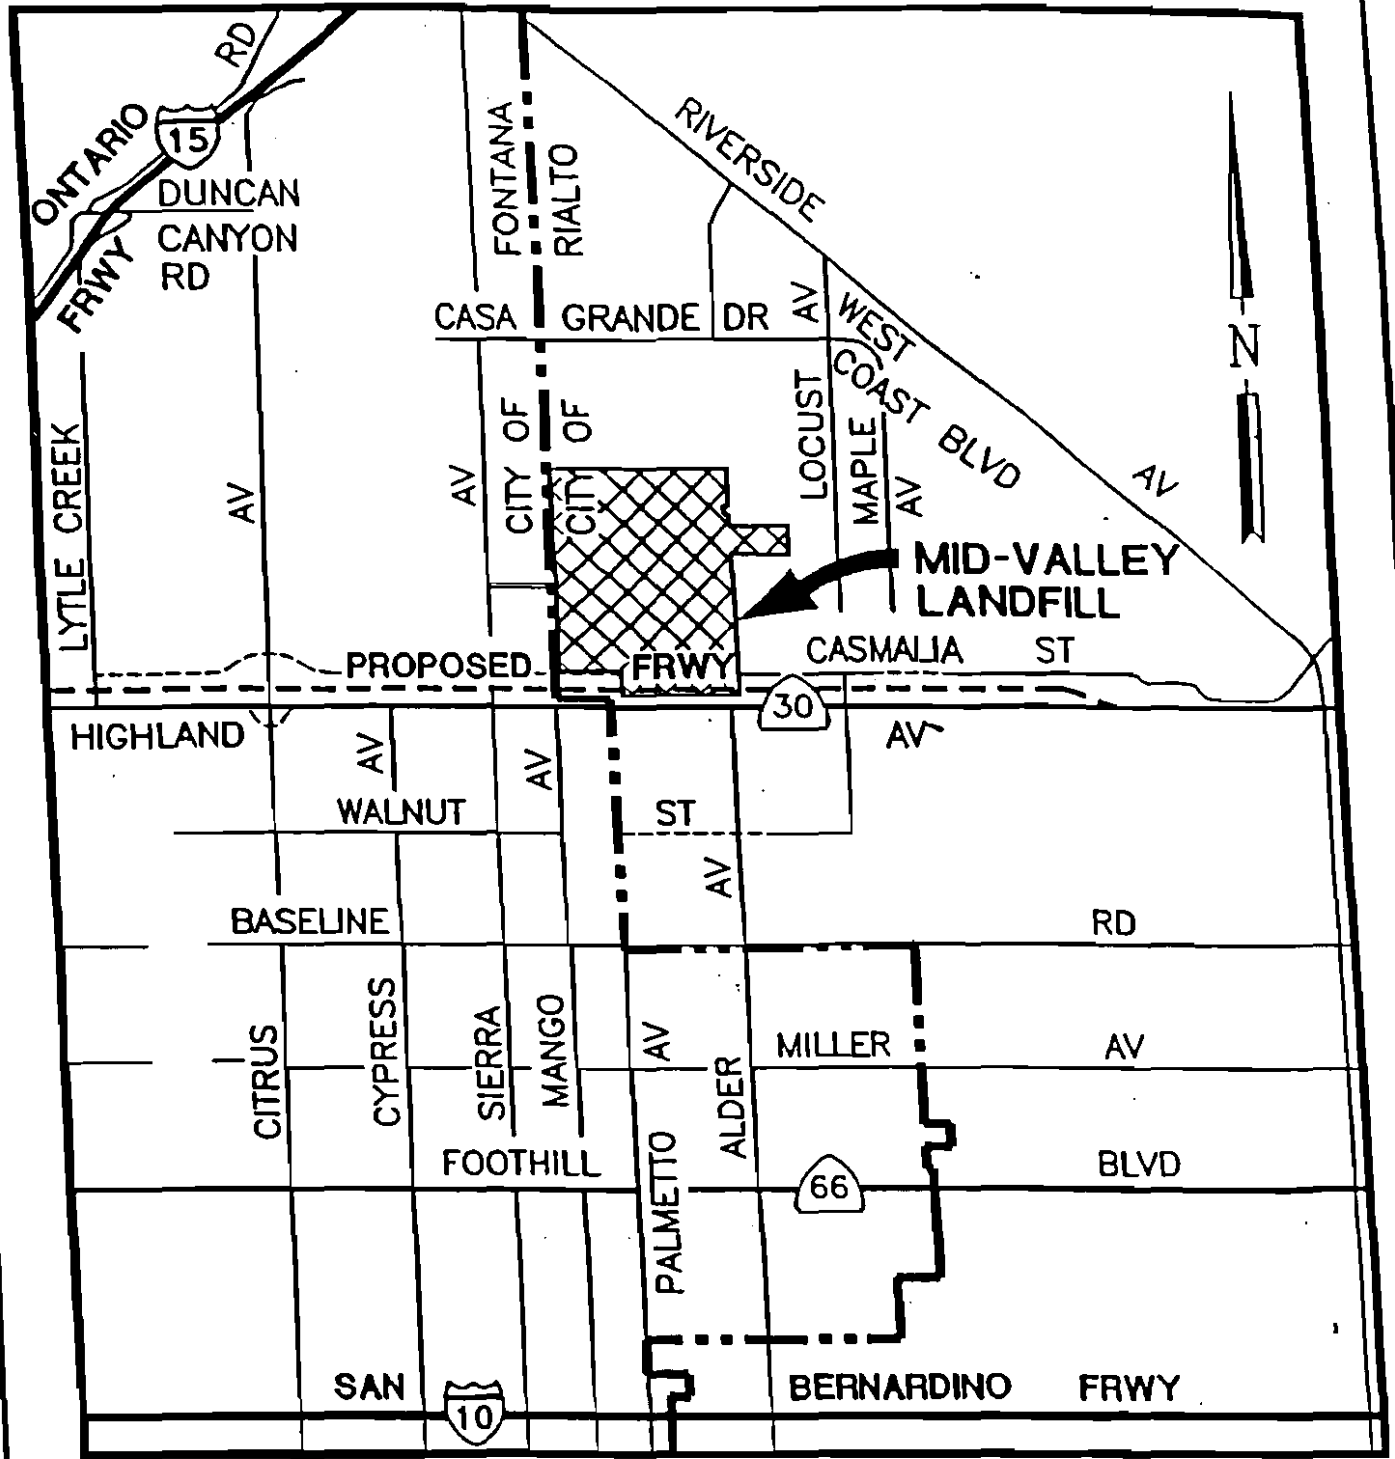 RD
ONTARIO
15
FRWY
DUNCAN
CANYON
RD
FONTANA
RIALTO
RIVERSIDE
CASA GRANDE DR
AV
WEST
COAST BLVD
N
LYTLE CREEK
AV
AV
CITY OF
CITY OF
LOCUST
MAPLE
AV
AV
MID-VALLEY
LANDFILL
PROPOSED FRWY
CASMALIA ST
30
HIGHLAND AV
AV
AV
WALNUT ST
AV
BASELINE RD
CITRUS
CYPRESS
SIERRA
MANGO
AV
ALDER
MILLER AV
PALMETTO
FOOTHILL BLVD
66
SAN BERNARDINO FRWY
10